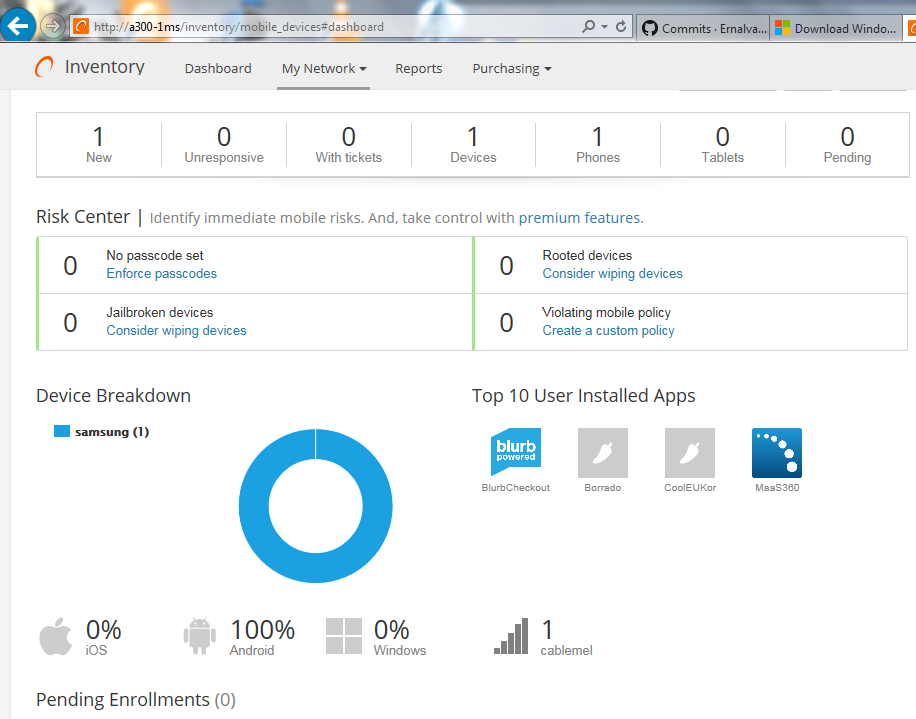 http://a300-1ms/inventory/mobile_devices#dashboard
Commits · Ernalva...
Download Windo...
Inventory
Dashboard
My Network
Reports
Purchasing
1
New
0
Unresponsive
0
With tickets
1
Devices
1
Phones
0
Tablets
0
Pending
Risk Center | Identify immediate mobile risks. And, take control with premium features.
0
No passcode set
Enforce passcodes
0
Rooted devices
Consider wiping devices
0
Jailbroken devices
Consider wiping devices
0
Violating mobile policy
Create a custom policy
Device Breakdown
samsung (1)
Top 10 User Installed Apps
blurb
powered
BlurbCheckout
Borrado
CoolEUKor
MaaS360
0%
iOS
100%
Android
0%
Windows
1
cablemel
Pending Enrollments (0)